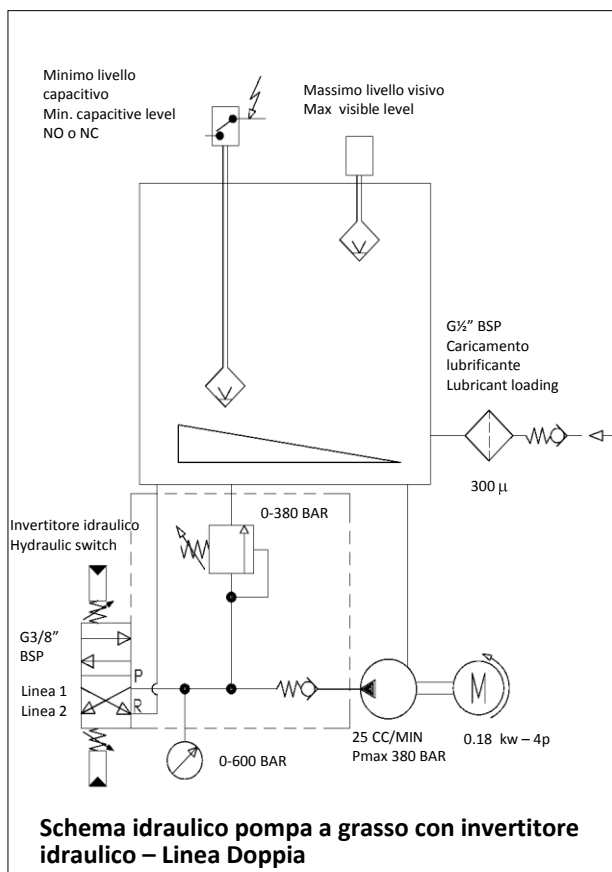 Minimo livello
capacitivo
Min. capacitive level
NO o NC
Massimo livello visivo
Max  visible level
G½” BSP
Caricamento
lubrificante
Lubricant loading
300 µ
0-380 BAR
Invertitore idraulico
Hydraulic switch
G3/8”
BSP
P
Linea 1
Linea 2
R
M
25 CC/MIN
Pmax 380 BAR
0.18  kw – 4p
0-600 BAR
Schema idraulico pompa a grasso con invertitore
idraulico – Linea Doppia